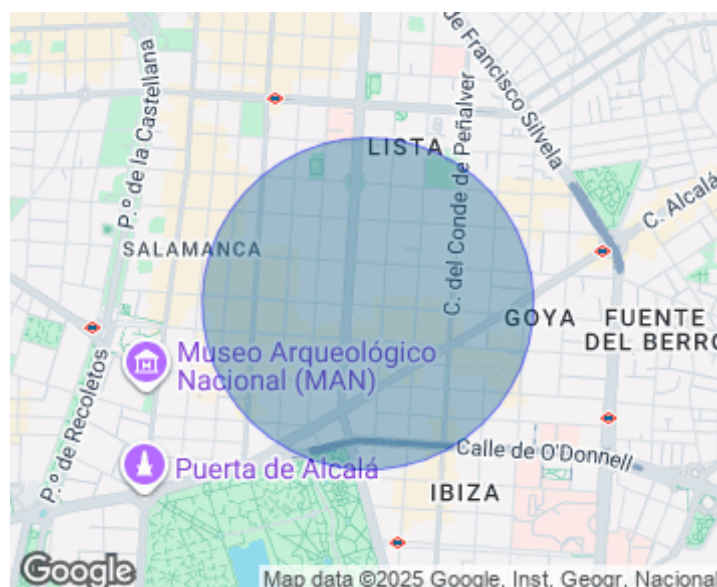 de Francisco Silvela
P.º de la Castellana
LISTA
C. del Conde de Peñalver
C. Alcalá
SALAMANCA
GOYA
FUENTE
DEL BERRO
Museo Arqueológico
Nacional (MAN)
P.º de Recoletos
Calle de O'Donnell
Puerta de Alcalá
IBIZA
Google
Map data ©2025 Google, Inst. Geogr. Nacional